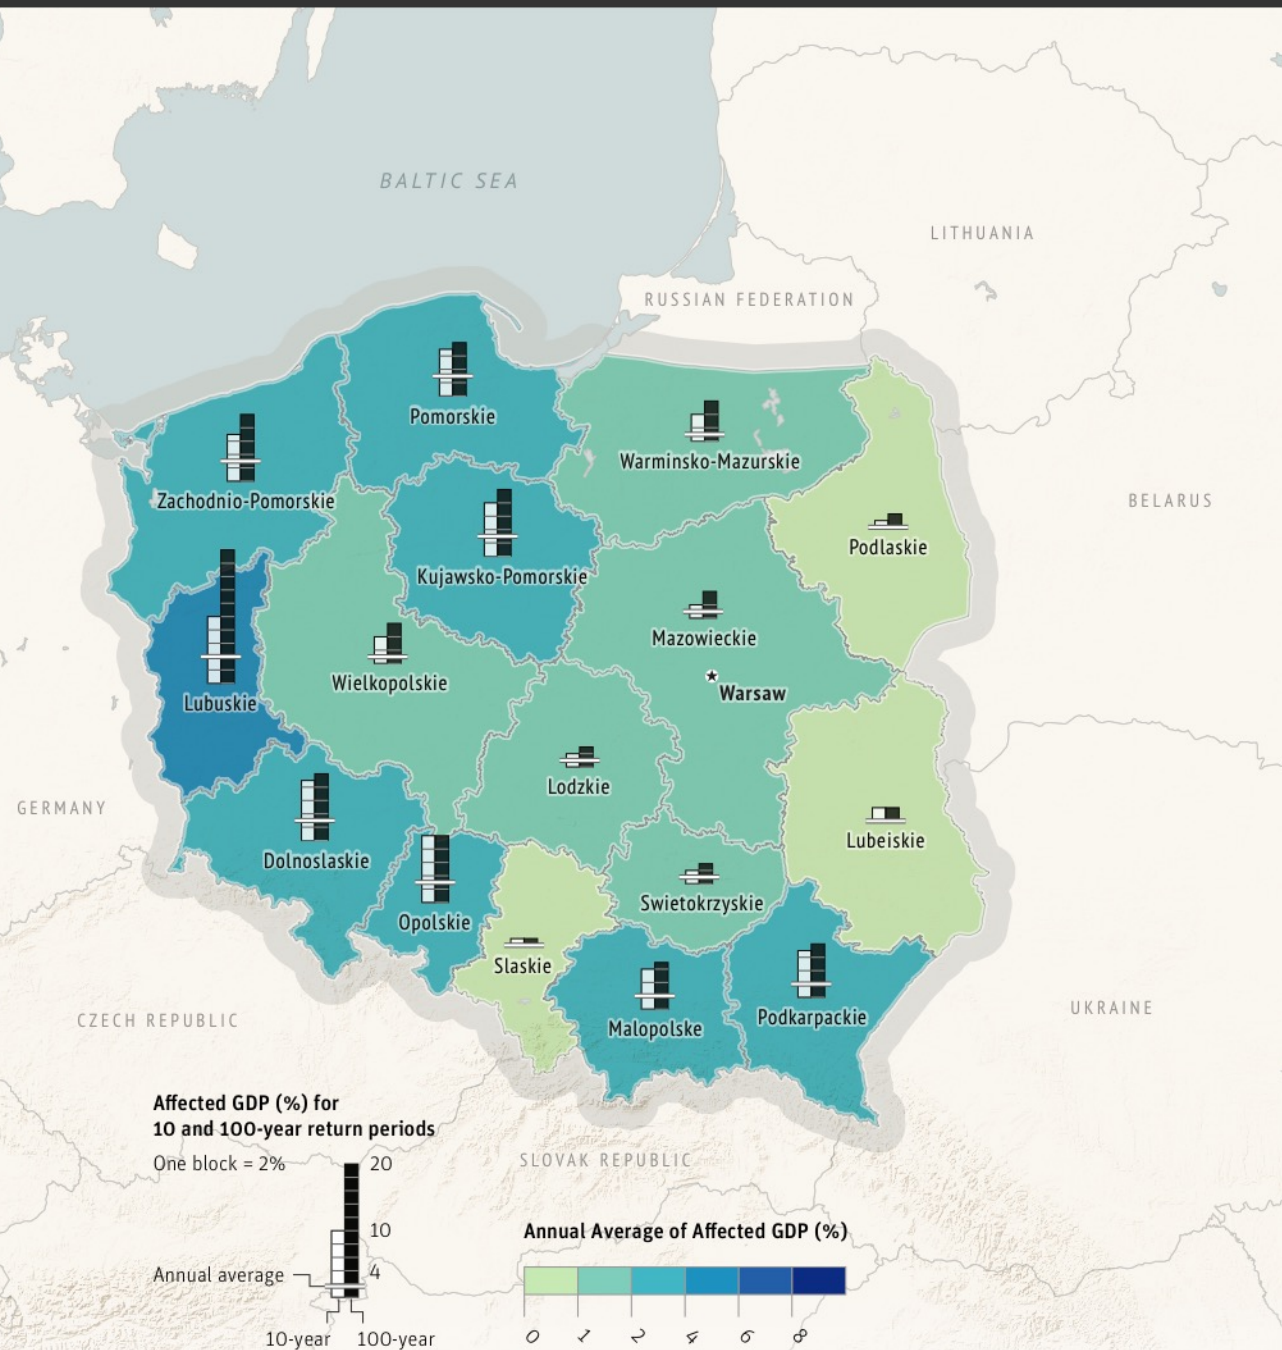 BALTIC SEA
LITHUANIA
RUSSIAN FEDERATION
Pomorskie
Warminsko-Mazurskie
Zachodnio-Pomorskie
BELARUS
Podlaskie
Kujawsko-Pomorskie
Mazowieckie
Wielkopolskie
Warsaw
Lubuskie
Lodzkie
GERMANY
Lubeiskie
Dolnoslaskie
Swietokrzyskie
Opolskie
Slaskie
UKRAINE
Podkarpackie
CZECH REPUBLIC
Malopolske
SLOVAK REPUBLIC
Affected GDP (%) for
10 and 100-year return periods
One block = 2%
20
10
Annual average
4
10-year
100-year
Annual Average of Affected GDP (%)
0 1 2 4 6 8